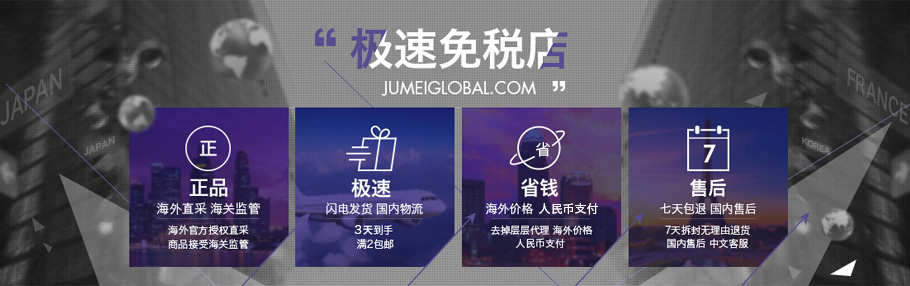 “极速免税店
JUMEIGLOBAL.COM ”
JAPAN
JAPAN
FRANCE
KOREA
正
正品
海外直采 海关监管
海外官方授权直采
商品接受海关监管
极速
闪电发货 国内物流
3天到手
满2包邮
省
省钱
海外价格 人民币支付
去掉层层代理 海外价格
人民币支付
7
售后
七天包退 国内售后
7天拆封无理由退货
国内售后 中文客服